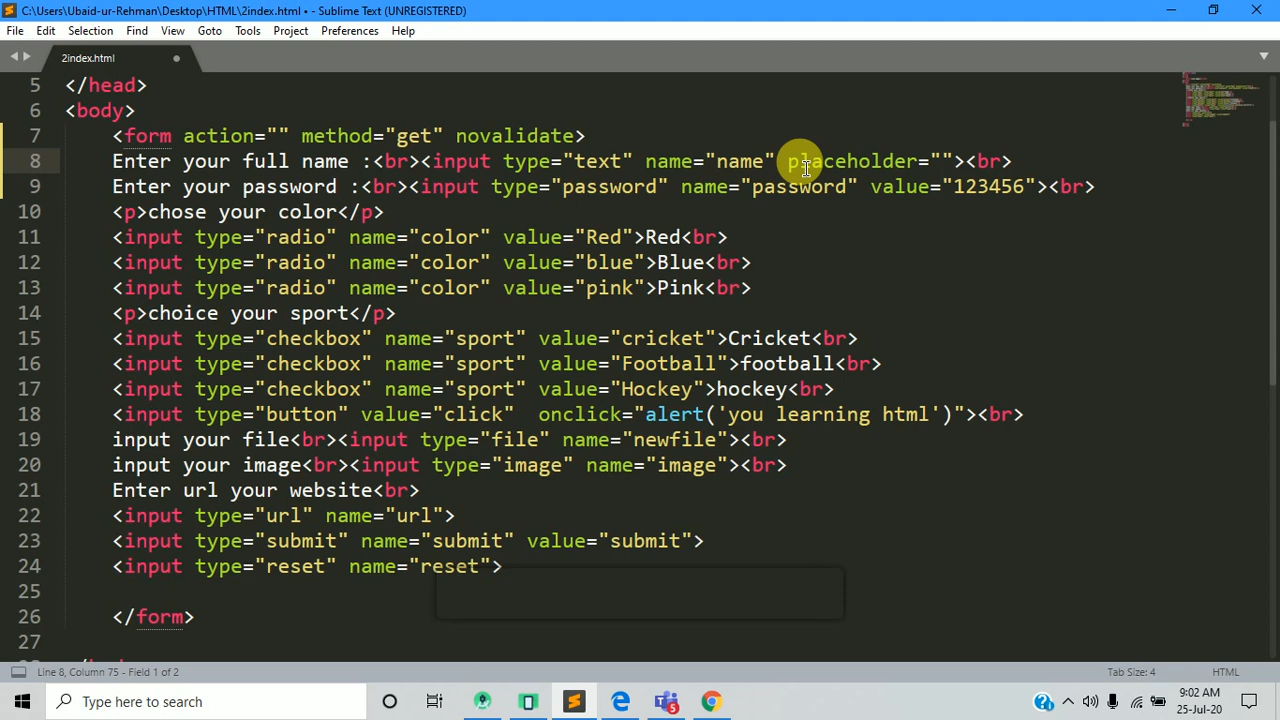 C:\Users\Ubaid-ur-Rehman\Desktop\HTML\2index.html • - Sublime Text (UNREGISTERED)
File Edit Selection Find View Goto Tools Project Preferences Help
2index.html
5 </head>
6 <body>
7 <form action="" method="get" novalidate>
8 Enter your full name :<br><input type="text" name="name" placeholder=""><br>
9 Enter your password :<br><input type="password" name="password" value="123456"><br>
10 <p>chose your color</p>
11 <input type="radio" name="color" value="Red">Red<br>
12 <input type="radio" name="color" value="blue">Blue<br>
13 <input type="radio" name="color" value="pink">Pink<br>
14 <p>choice your sport</p>
15 <input type="checkbox" name="sport" value="cricket">Cricket<br>
16 <input type="checkbox" name="sport" value="Football">football<br>
17 <input type="checkbox" name="sport" value="Hockey">hockey<br>
18 <input type="button" value="click"  onclick="alert('you learning html')"><br>
19 input your file<br><input type="file" name="newfile"><br>
20 input your image<br><input type="image" name="image"><br>
21 Enter url your website<br>
22 <input type="url" name="url">
23 <input type="submit" name="submit" value="submit">
24 <input type="reset" name="reset">
25
26 </form>
27
Line 8, Column 75 - Field 1 of 2 Tab Size: 4 HTML
Type here to search 5 9:02 AM
25-Jul-20